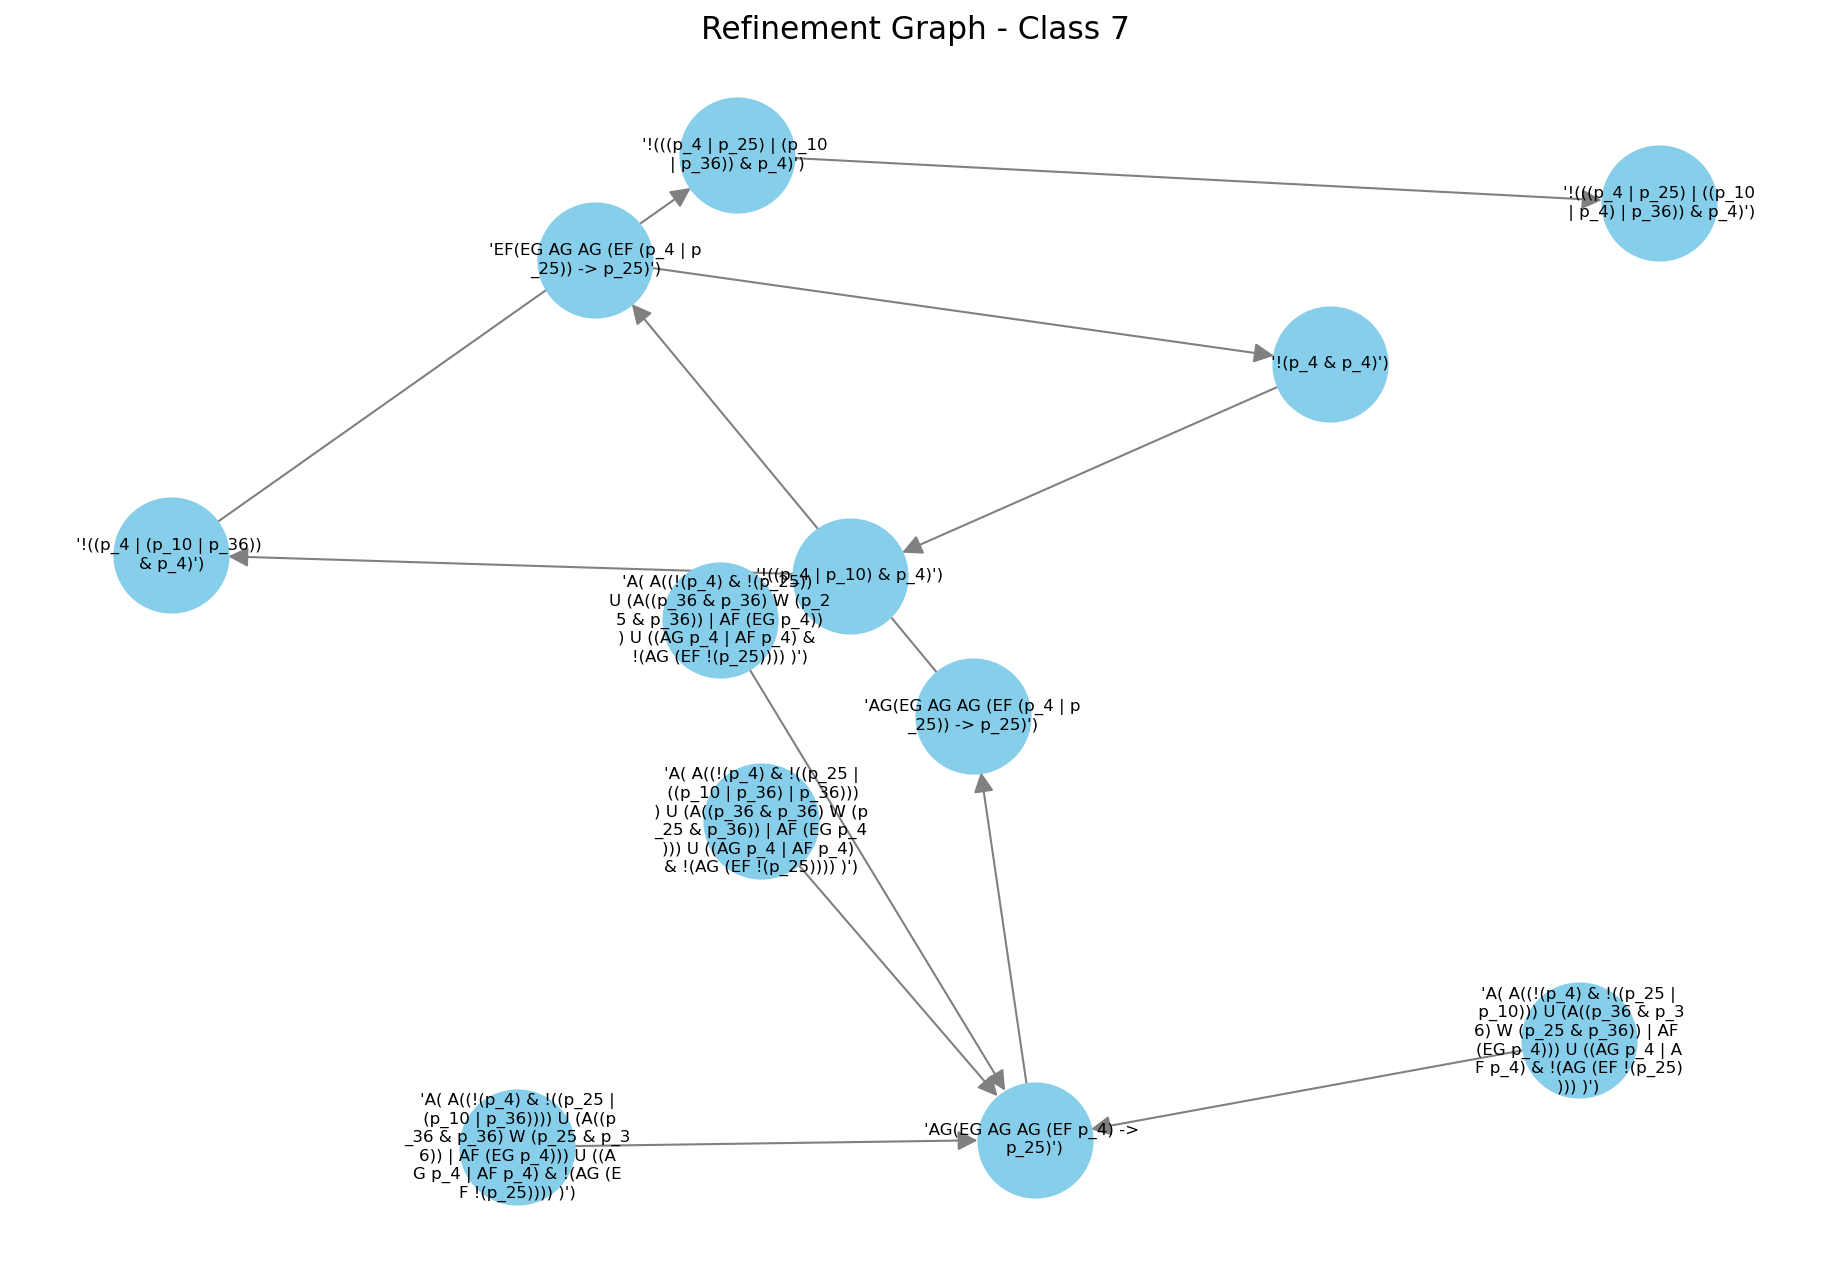 Refinement Graph - Class 7
'!(((p_4 | p_25) | (p_10
| p_36)) & p_4)')
'!(((p_4 | p_25) | ((p_10
| p_4) | p_36)) & p_4)')
'EF(EG AG AG (EF (p_4 | p
_25)) -> p_25)')
'!(p_4 & p_4)')
'!((p_4 | (p_10 | p_36))
& p_4)')
'!((p_4 | p_10) & p_4)')
'A( A((!(p_4) & !(p_25))
U (A((p_36 & p_36) W (p_2
5 & p_36)) | AF (EG p_4))
) U ((AG p_4 | AF p_4) &
!(AG (EF !(p_25)))) )')
'AG(EG AG AG (EF (p_4 | p
_25)) -> p_25)')
'A( A((!(p_4) & !((p_25 |
((p_10 | p_36) | p_36)))
) U (A((p_36 & p_36) W (p
_25 & p_36)) | AF (EG p_4
))) U ((AG p_4 | AF p_4)
& !(AG (EF !(p_25)))) )')
'A( A((!(p_4) & !((p_25 |
p_10))) U (A((p_36 & p_3
6) W (p_25 & p_36)) | AF
(EG p_4))) U ((AG p_4 | A
F p_4) & !(AG (EF !(p_25)
))) )')
'A( A((!(p_4) & !((p_25 |
(p_10 | p_36)))) U (A((p
_36 & p_36) W (p_25 & p_3
6)) | AF (EG p_4))) U ((A
G p_4 | AF p_4) & !(AG (E
F !(p_25)))) )')
'AG(EG AG AG (EF p_4) ->
p_25)')